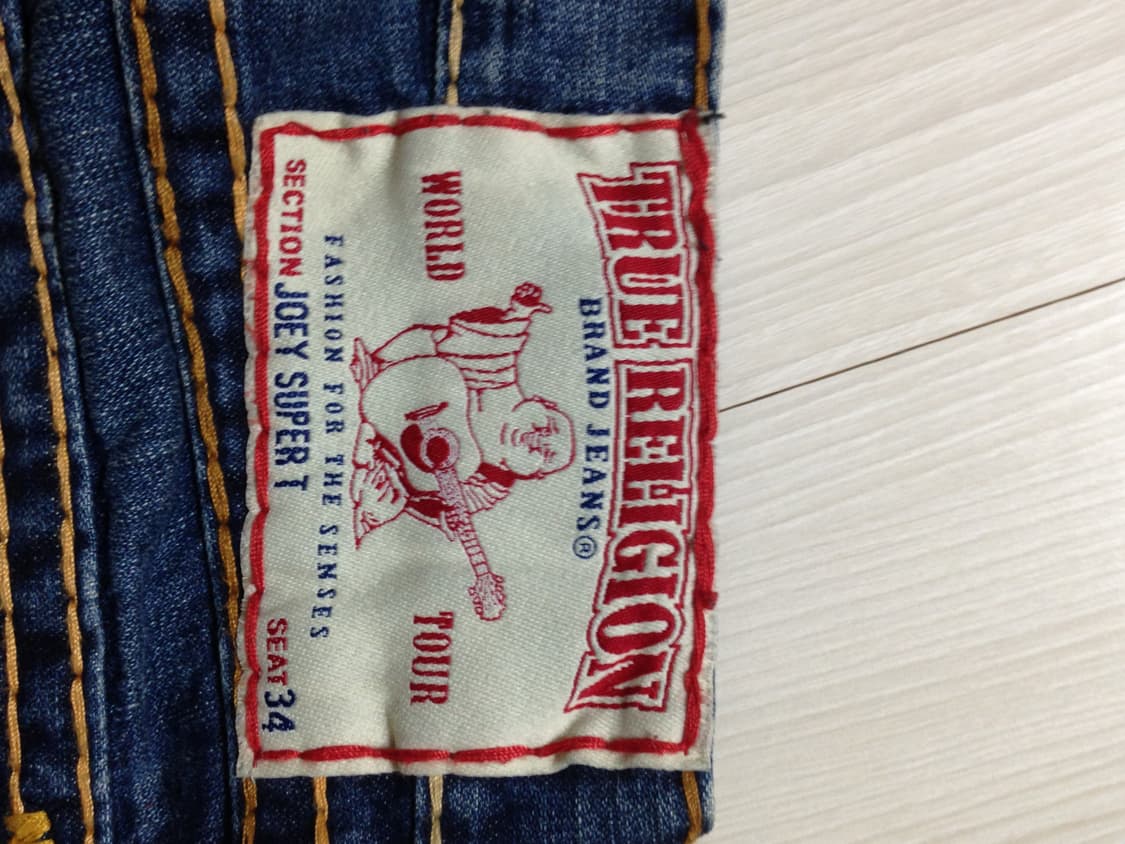 TRUE RELIGION
BRAND JEANS®
WORLD TOUR
FASHION FOR THE SENSES
SECTION JOEY SUPER T SEAT 34